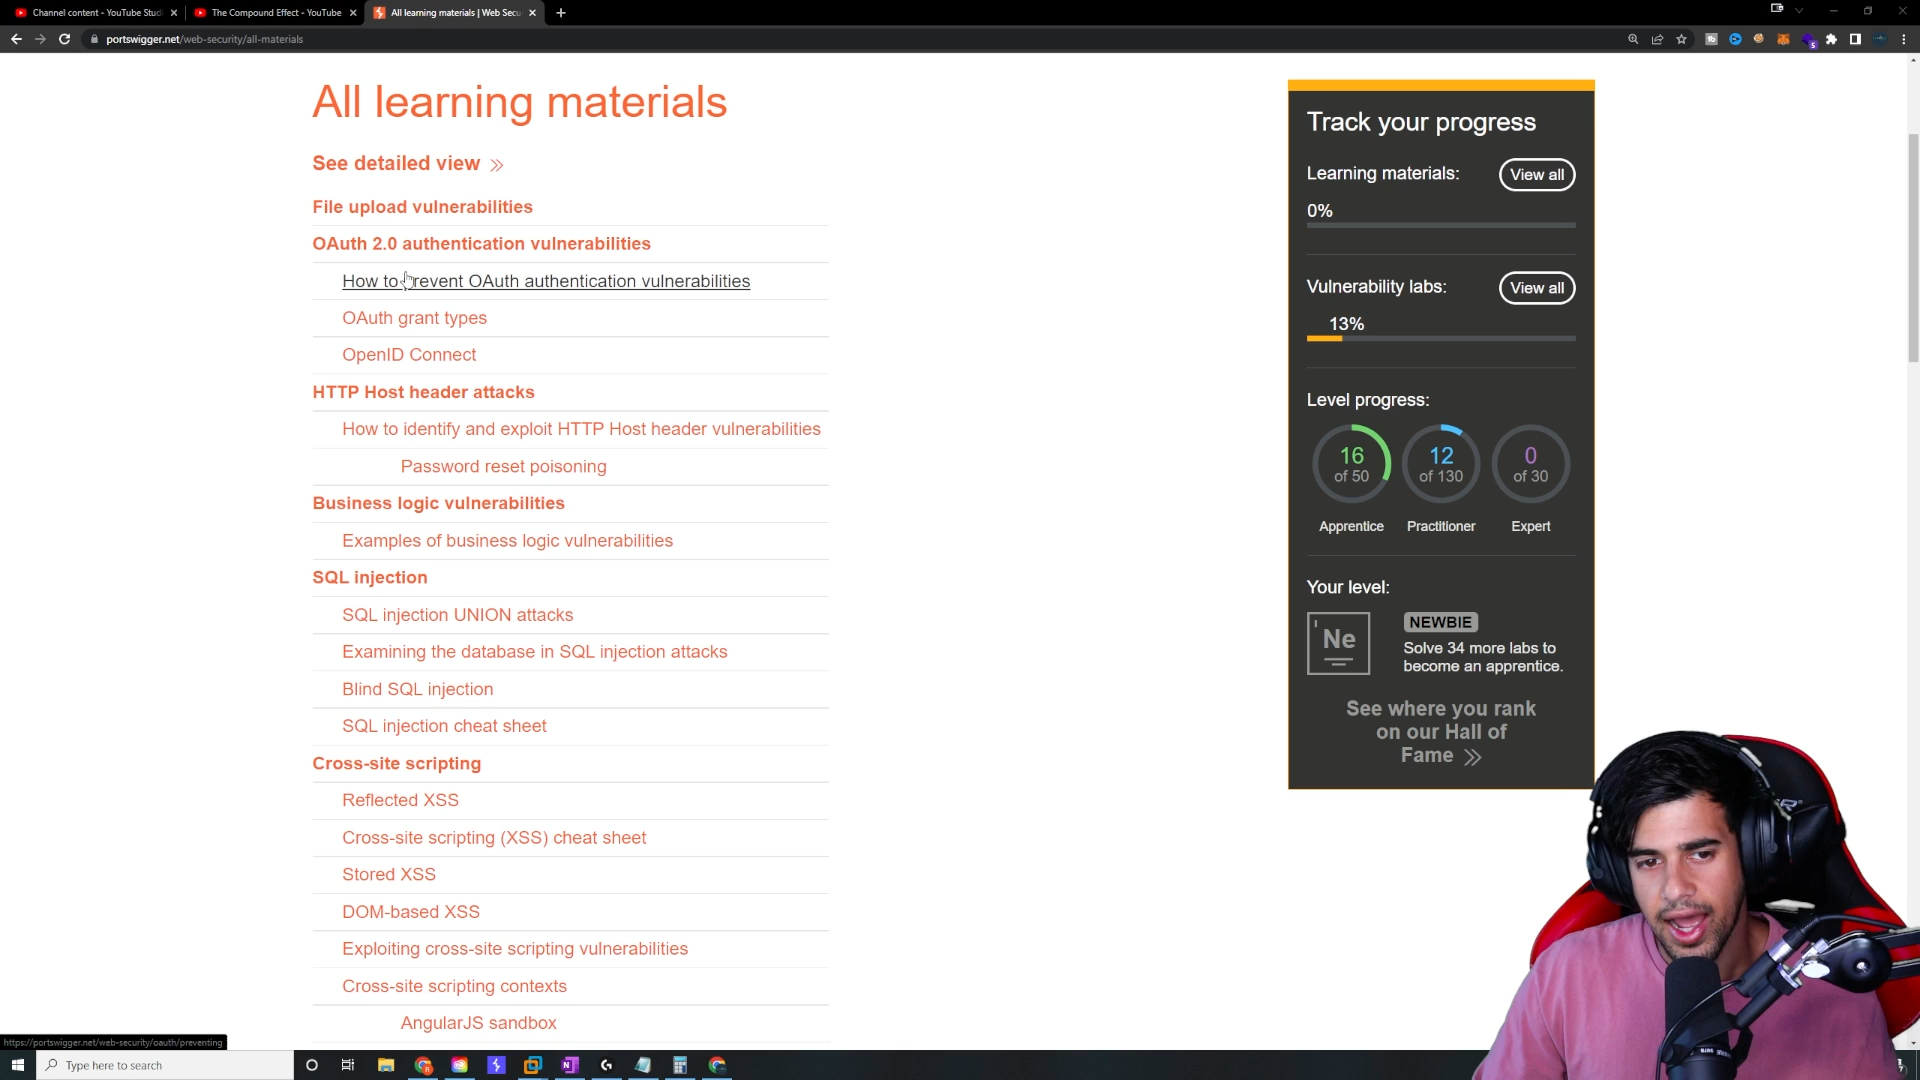 Channel content - YouTube Stud
The Compound Effect - YouTube
All learning materials | Web Secu
portswigger.net/web-security/all-materials
All learning materials
See detailed view
File upload vulnerabilities
OAuth 2.0 authentication vulnerabilities
How to prevent OAuth authentication vulnerabilities
OAuth grant types
OpenID Connect
HTTP Host header attacks
How to identify and exploit HTTP Host header vulnerabilities
Password reset poisoning
Business logic vulnerabilities
Examples of business logic vulnerabilities
SQL injection
SQL injection UNION attacks
Examining the database in SQL injection attacks
Blind SQL injection
SQL injection cheat sheet
Cross-site scripting
Reflected XSS
Cross-site scripting (XSS) cheat sheet
Stored XSS
DOM-based XSS
Exploiting cross-site scripting vulnerabilities
Cross-site scripting contexts
AngularJS sandbox
Track your progress
Learning materials:
View all
0%
Vulnerability labs:
View all
13%
Level progress:
16
of 50
12
of 130
0
of 30
Apprentice
Practitioner
Expert
Your level:
Ne
NEWBIE
Solve 34 more labs to
become an apprentice.
See where you rank
on our Hall of
Fame
https://portswigger.net/web-security/oauth/preventing
Type here to search